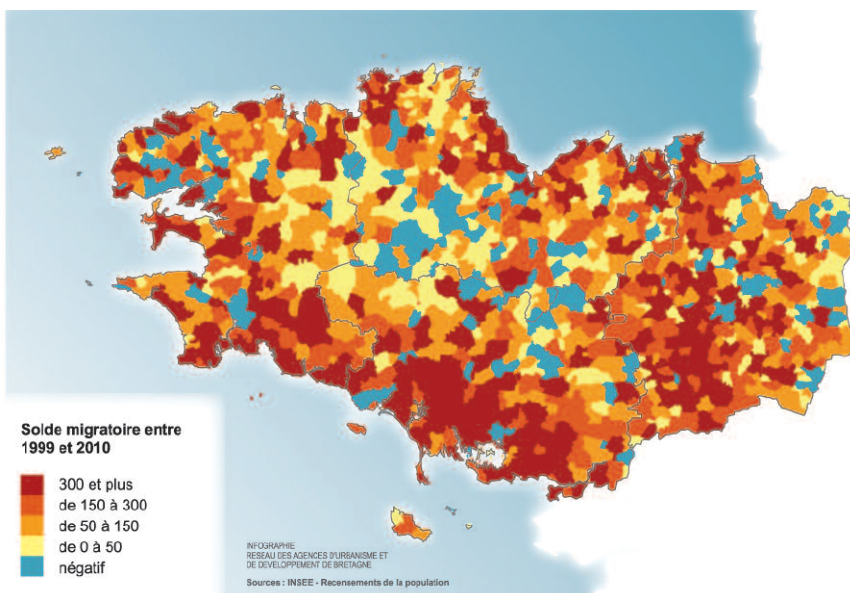 Solde migratoire entre
1999 et 2010
300 et plus
de 150 à 300
de 50 à 150
de 0 à 50
négatif
INFOGRAPHIE
RESEAU DES AGENCES D'URBANISME ET
DE DEVELOPPEMENT DE BRETAGNE
Sources : INSEE - Recensements de la population